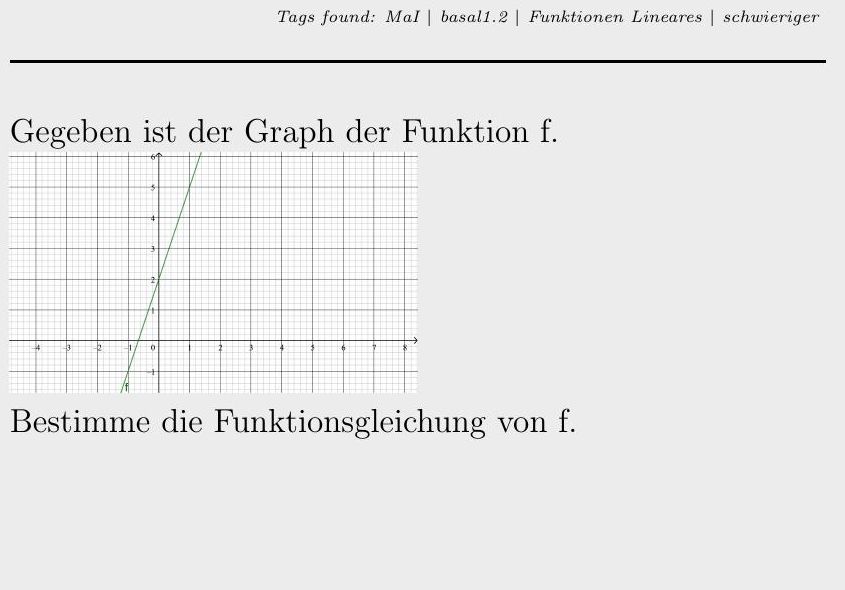 Tags found: MaI | basal1.2 | Funktionen Lineares | schwieriger
Gegeben ist der Graph der Funktion f.
6
5
4
3
2
1
-4 -3 -2 -1 0 1 2 3 4 5 6 7 8
-1
f
Bestimme die Funktionsgleichung von f.